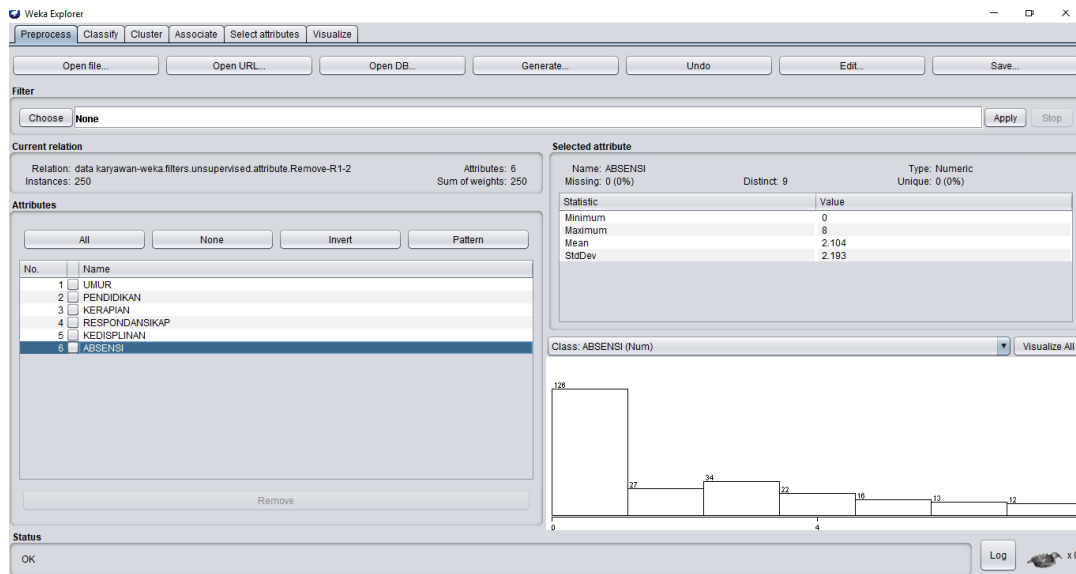 Weka Explorer
Preprocess Classify Cluster Associate Select attributes Visualize
Open file... Open URL... Open DB... Generate... Undo Edit... Save...
Filter
Choose None Apply Stop
Current relation
Relation: data karyawan-weka.filters.unsupervised.attribute.Remove-R1-2 Attributes: 6
Instances: 250 Sum of weights: 250
Attributes
All None Invert Pattern
No. Name
1 UMUR
2 PENDIDIKAN
3 KERAPIAN
4 RESPONDANSIKAP
5 KEDISPLINAN
6 ABSENSI
Remove
Selected attribute
Name: ABSENSI Type: Numeric
Missing: 0 (0%) Distinct: 9 Unique: 0 (0%)
Statistic Value
Minimum 0
Maximum 8
Mean 2.104
StdDev 2.193
Class: ABSENSI (Num) Visualize All
126
27 34 22 16 13 12
0 4
Status
OK Log x 0